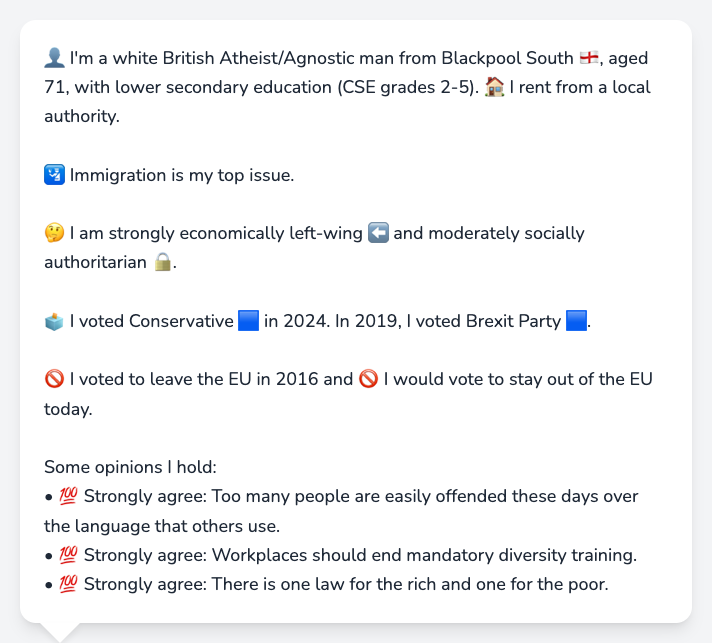 👤 I'm a white British Atheist/Agnostic man from Blackpool South 🏴󠁧󠁢󠁥󠁮󠁧󠁿, aged
71, with lower secondary education (CSE grades 2-5). 🏠 I rent from a local
authority.
🛂 Immigration is my top issue.
🤔 I am strongly economically left-wing ⬅️ and moderately socially
authoritarian 🔒.
🗳️ I voted Conservative 🟦 in 2024. In 2019, I voted Brexit Party 🟦.
🚫 I voted to leave the EU in 2016 and 🚫 I would vote to stay out of the EU
today.
Some opinions I hold:
• 💯 Strongly agree: Too many people are easily offended these days over
the language that others use.
• 💯 Strongly agree: Workplaces should end mandatory diversity training.
• 💯 Strongly agree: There is one law for the rich and one for the poor.